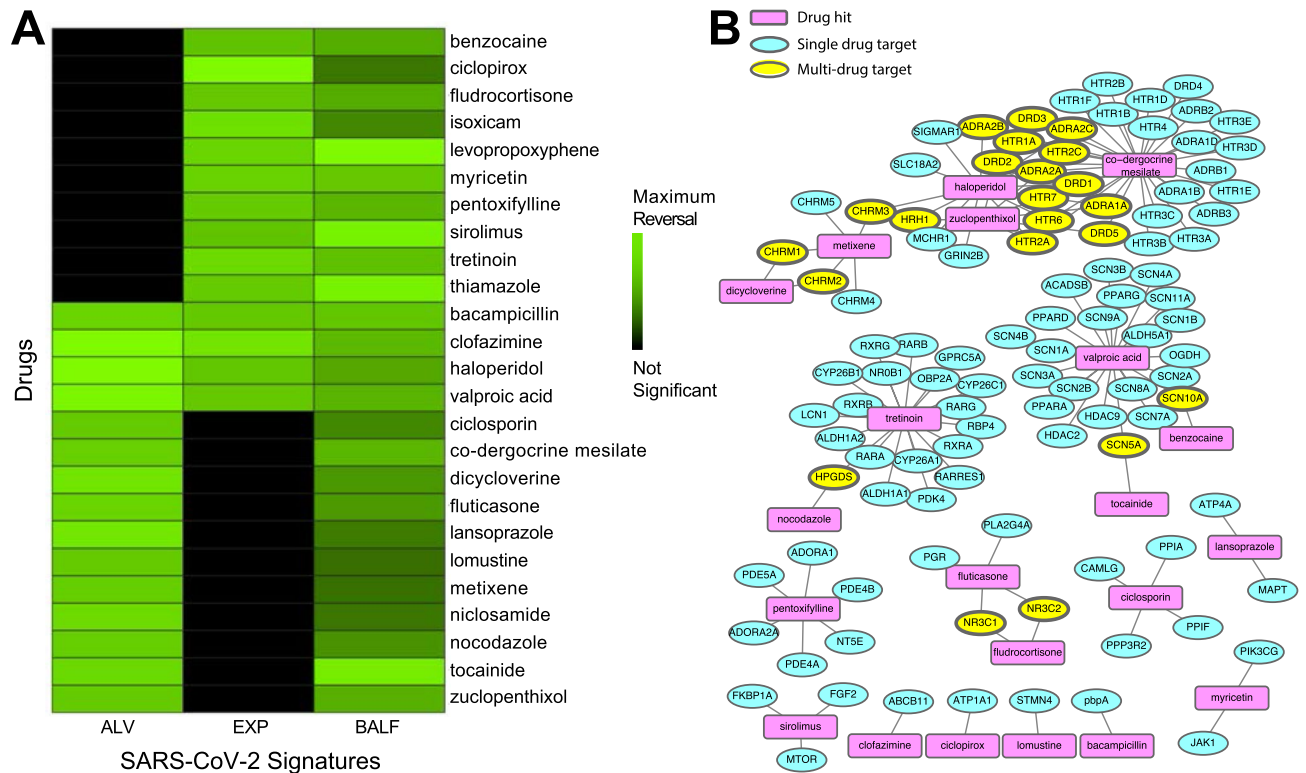 A
benzocaine
ciclopirox
fludrocortisone
isoxicam
levopropoxyphene
myricetin
pentoxifylline
sirolimus
tretinoin
thiamazole
bacampicillin
clofazimine
haloperidol
valproic acid
ciclosporin
co-dergocrine mesilate
dicycloverine
fluticasone
lansoprazole
lomustine
metixene
niclosamide
nocodazole
tocainide
zuclopenthixol
Drugs
ALV EXP BALF
SARS-CoV-2 Signatures
Maximum
Reversal
Not
Significant
B
Drug hit
Single drug target
Multi-drug target
HTR2B
DRD4
HTR1F
HTR1D
HTR1B
ADRB2
HTR4
HTR3E
ADRA1D
HTR3D
SIGMAR1
ADRA2B
DRD3
ADRA2C
HTR1A
HTR2C
DRD2
ADRA2A
co-dergocrine
mesilate
SLC18A2
haloperidol
DRD1
HTR7
ADRB1
HTR1E
ADRA1B
CHRM5
CHRM3
HRH1
zuclopenthixol
HTR6
ADRA1A
HTR3C
ADRB3
MCHR1
HTR2A
DRD5
HTR3B
HTR3A
metixene
GRIN2B
CHRM1
CHRM2
dicycloverine
CHRM4
SCN3B
SCN4A
ACADSB
PPARG
SCN11A
PPARD
SCN9A
SCN1B
SCN4B
SCN1A
ALDH5A1
valproic acid
OGDH
SCN3A
SCN2B
SCN8A
SCN2A
SCN10A
PPARA
HDAC9
SCN7A
HDAC2
SCN5A
benzocaine
tocainide
RXRG
RARB
GPRC5A
CYP26B1
NR0B1
OBP2A
CYP26C1
LCN1
RXRB
RARG
tretinoin
RBP4
ALDH1A2
RXRA
RARA
CYP26A1
HPGDS
RARRES1
ALDH1A1
PDK4
nocodazole
ATP4A
lansoprazole
MAPT
ADORA1
PDE5A
PDE4B
pentoxifylline
ADORA2A
NT5E
PDE4A
PLA2G4A
PGR
fluticasone
NR3C1
NR3C2
fludrocortisone
PPIA
CAMLG
ciclosporin
PPIF
PPP3R2
PIK3CG
myricetin
JAK1
FKBP1A
FGF2
sirolimus
MTOR
ABCB11
ATP1A1
STMN4
pbpA
clofazimine
ciclopirox
lomustine
bacampicillin